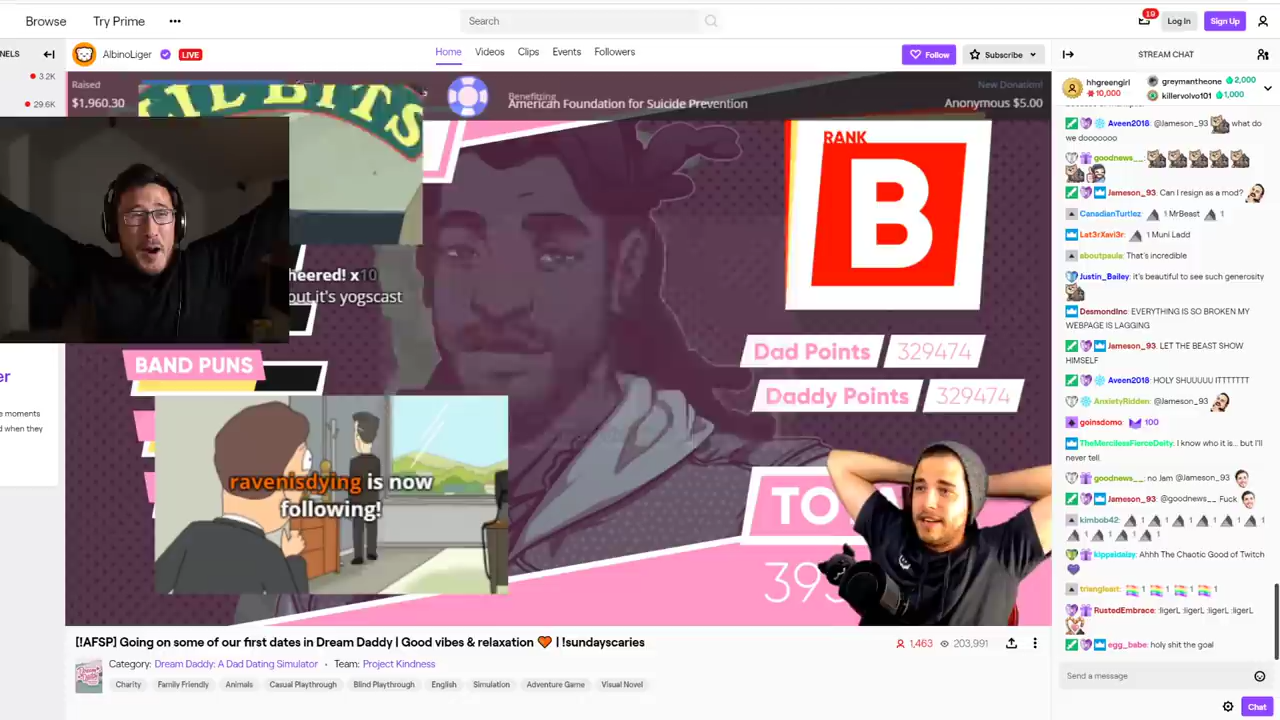 Browse
Try Prime
Search
19
Log In
Sign Up
NELS
AlbinoLiger
LIVE
Home
Videos
Clips
Events
Followers
Follow
Subscribe
STREAM CHAT
3.2K
29.6K
Raised
$1,960.30
Benefiting
American Foundation for Suicide Prevention
New Donation!
Anonymous $5.00
RANK
B
heered! x10
out it's yogscast
BAND PUNS
Dad Points
329474
Daddy Points
329474
ravenisdying is now
following!
er
e moments
d when they
[!AFSP] Going on some of our first dates in Dream Daddy | Good vibes & relaxation 🧡 | !sundayscaries
1,463
203,991
Category: Dream Daddy: A Dad Dating Simulator • Team: Project Kindness
Charity
Family Friendly
Animals
Casual Playthrough
Blind Playthrough
English
Simulation
Adventure Game
Visual Novel
hhgreengirl
10,000
greymantheone
2,000
killervolvo101
1,000
Aveen2018: @Jameson_93 what do
we dooooooo
goodnews__:
Jameson_93: Can I resign as a mod?
CanadianTurtlez 1 MrBeast 1
Lat3rXavi3r: 1 Muni Ladd
aboutpaula: That's incredible
Justin_Bailey: it's beautiful to see such generosity
DesmondInc: EVERYTHING IS SO BROKEN MY
WEBPAGE IS LAGGING
Jameson_93: LET THE BEAST SHOW
HIMSELF
Aveen2018: HOLY SHUUUU ITTTTTTT
AnxietyRidden: @Jameson_93
goinsdomo: 100
TheMercilessFierceDeity: I know who it is... but I'll
never tell.
goodnews__: no Jam @Jameson_93
Jameson_93: @goodnews__ Fuck
kimbob42: 1 1 1 1 1 1
1 1 1 1
kippsidaisy: Ahhh The Chaotic Good of Twitch
triangleart: 1 1 1 1
RustedEmbrace: :ligerL :ligerL :ligerL :ligerL
egg_babe: holy shit the goal
Send a message
Chat